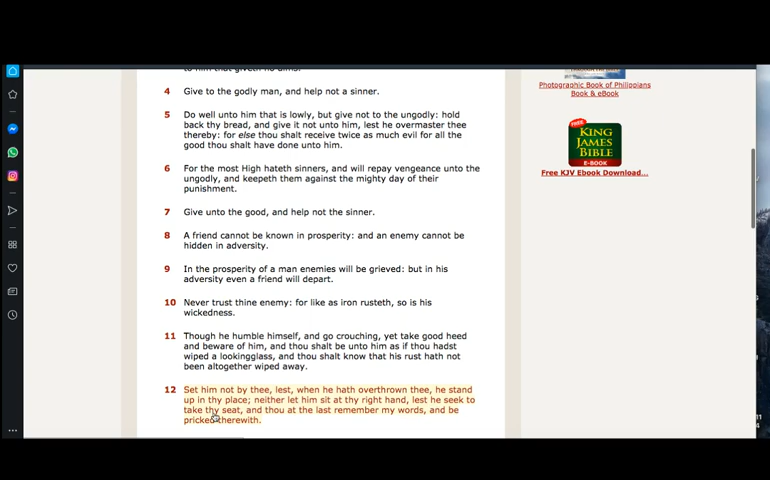 to him that giveth no alms.
4 Give to the godly man, and help not a sinner.
5 Do well unto him that is lowly, but give not to the ungodly: hold
back thy bread, and give it not unto him, lest he overmaster thee
thereby: for else thou shalt receive twice as much evil for all the
good thou shalt have done unto him.
6 For the most High hateth sinners, and will repay vengeance unto the
ungodly, and keepeth them against the mighty day of their
punishment.
7 Give unto the good, and help not the sinner.
8 A friend cannot be known in prosperity: and an enemy cannot be
hidden in adversity.
9 In the prosperity of a man enemies will be grieved: but in his
adversity even a friend will depart.
10 Never trust thine enemy: for like as iron rusteth, so is his
wickedness.
11 Though he humble himself, and go crouching, yet take good heed
and beware of him, and thou shalt be unto him as if thou hadst
wiped a lookingglass, and thou shalt know that his rust hath not
been altogether wiped away.
12 Set him not by thee, lest, when he hath overthrown thee, he stand
up in thy place; neither let him sit at thy right hand, lest he seek to
take thy seat, and thou at the last remember my words, and be
pricked therewith.
Photographic Book of Philippians
Book & eBook
FREE
KING
JAMES
BIBLE
E-BOOK
Free KJV Ebook Download...